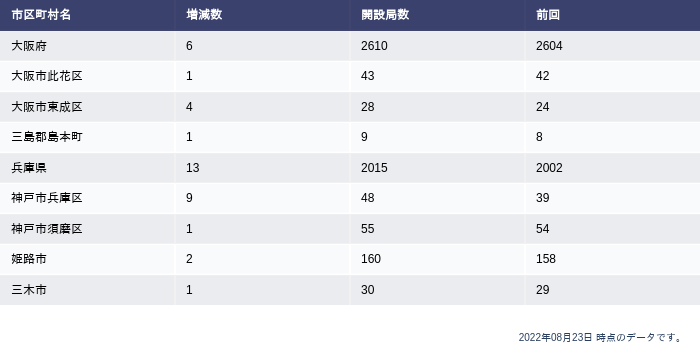 市区町村名 増減数 開設局数 前回
大阪府 6 2610 2604
大阪市此花区 1 43 42
大阪市東成区 4 28 24
三島郡島本町 1 9 8
兵庫県 13 2015 2002
神戸市兵庫区 9 48 39
神戸市須磨区 1 55 54
姫路市 2 160 158
三木市 1 30 29
2022年08月23日 時点のデータです。